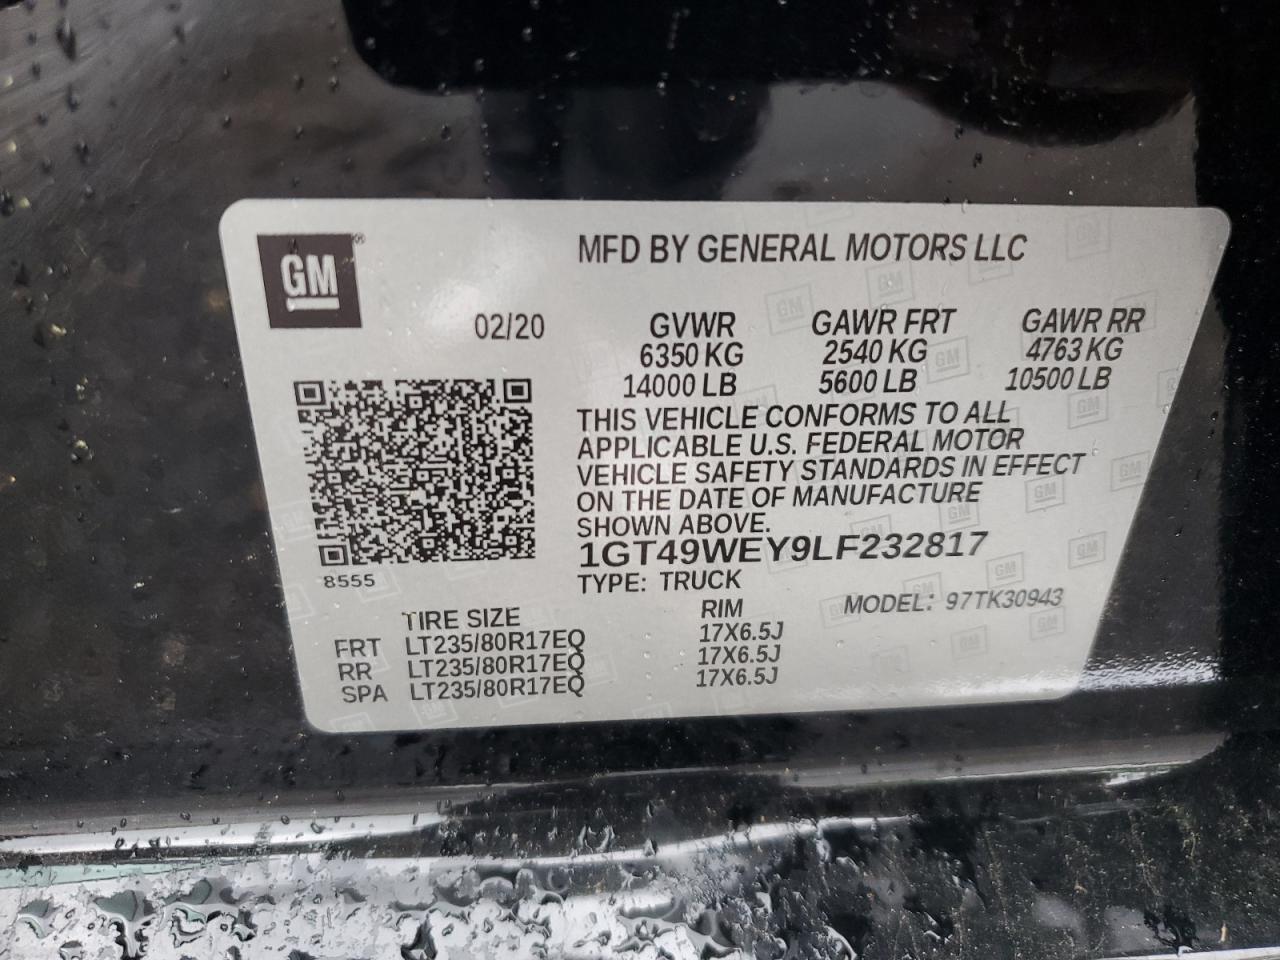 GM®
MFD BY GENERAL MOTORS LLC
02/20 GVWR GAWR FRT GAWR RR
6350 KG 2540 KG 4763 KG
14000 LB 5600 LB 10500 LB
THIS VEHICLE CONFORMS TO ALL
APPLICABLE U.S. FEDERAL MOTOR
VEHICLE SAFETY STANDARDS IN EFFECT
ON THE DATE OF MANUFACTURE
SHOWN ABOVE.
1GT49WEY9LF232817
8555 TYPE: TRUCK
TIRE SIZE RIM MODEL: 97TK30943
FRT LT235/80R17EQ 17X6.5J
RR LT235/80R17EQ 17X6.5J
SPA LT235/80R17EQ 17X6.5J